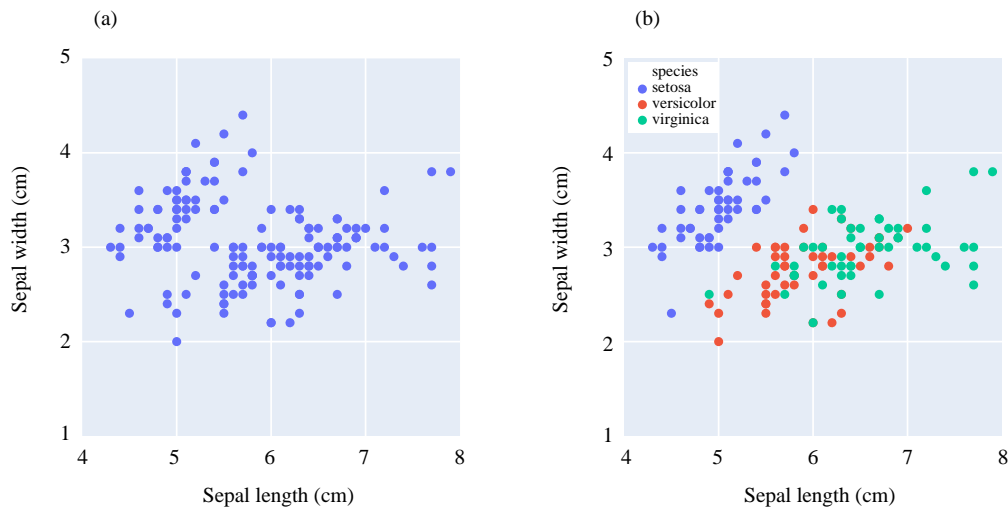 (a)
5
4
3
2
1
4 5 6 7 8
Sepal width (cm)
Sepal length (cm)
(b)
5
4
3
2
1
4 5 6 7 8
Sepal width (cm)
Sepal length (cm)
species
setosa
versicolor
virginica